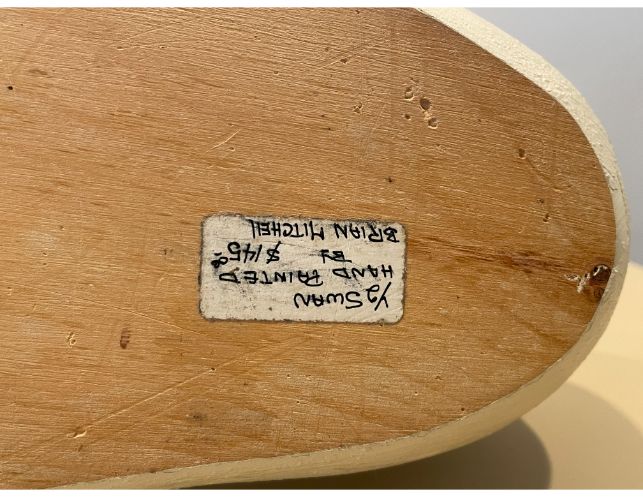 1/2 SWAN
HAND PAINTED
BY $145.00
BRIAN MITCHELL